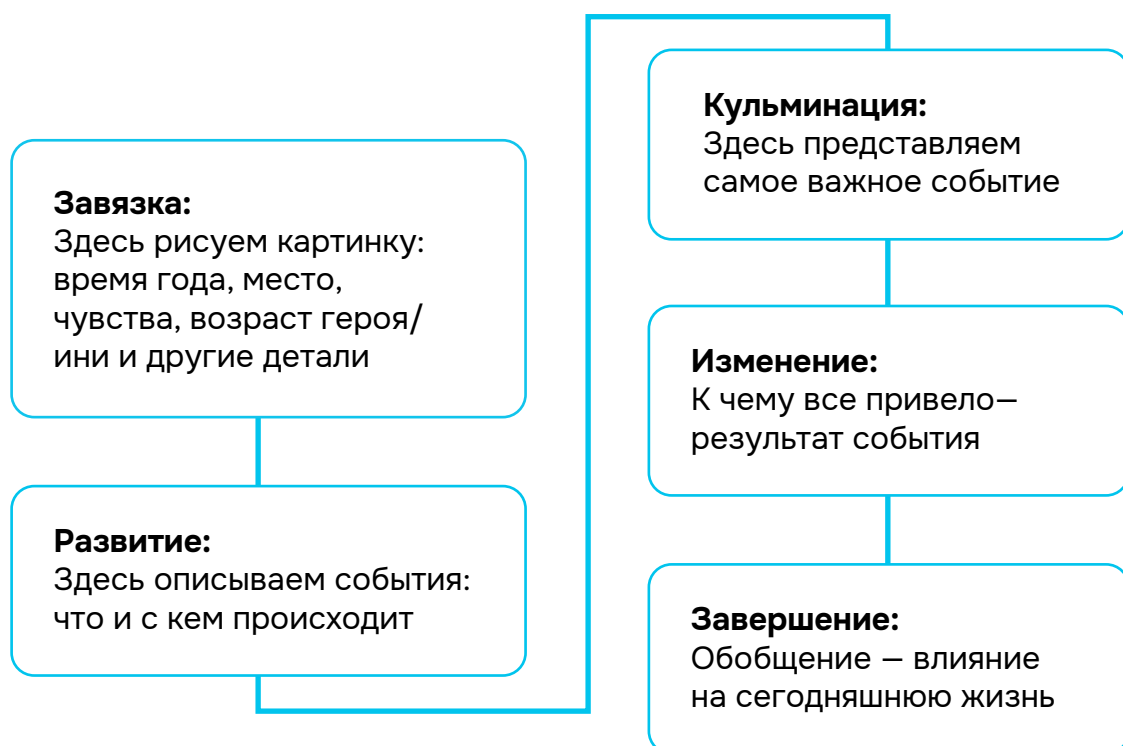 Завязка:
Здесь рисуем картинку:
время года, место,
чувства, возраст героя/
ини и другие детали
Развитие:
Здесь описываем события:
что и с кем происходит
Кульминация:
Здесь представляем
самое важное событие
Изменение:
К чему все привело—
результат события
Завершение:
Обобщение — влияние
на сегодняшнюю жизнь